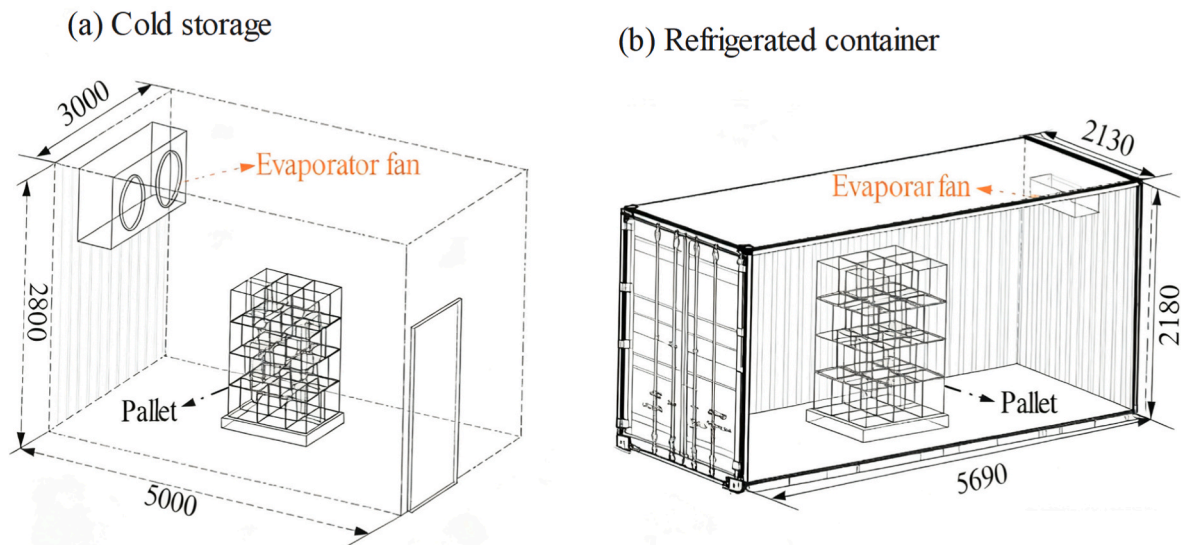 (a) Cold storage
3000
Evaporator fan
2800
Pallet
5000
(b) Refrigerated container
2130
Evaporar fan
2180
Pallet
5690